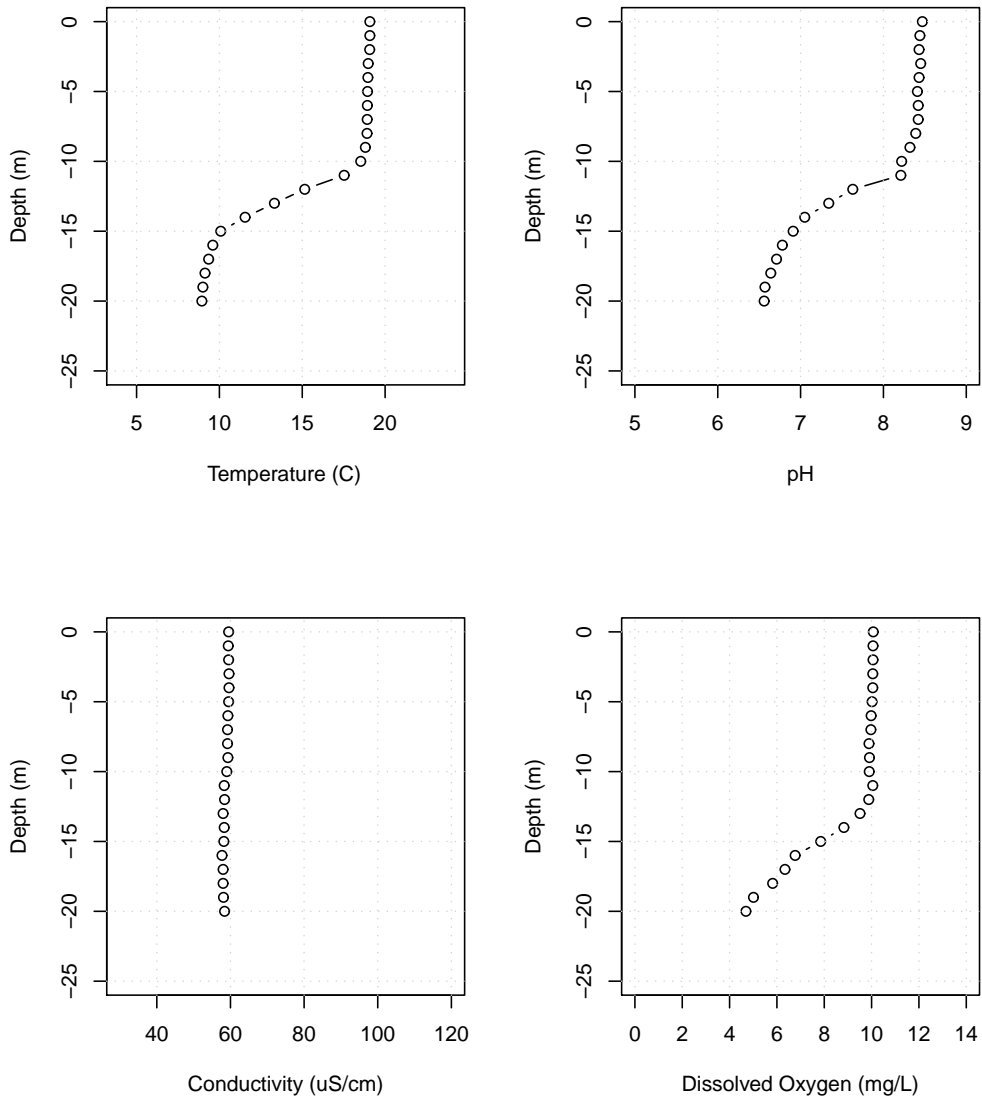 0
−5
−10
−15
−20
−25
Depth (m)
5 10 15 20
Temperature (C)
0
−5
−10
−15
−20
−25
Depth (m)
5 6 7 8 9
pH
0
−5
−10
−15
−20
−25
Depth (m)
40 60 80 100 120
Conductivity (uS/cm)
0
−5
−10
−15
−20
−25
Depth (m)
0 2 4 6 8 10 12 14
Dissolved Oxygen (mg/L)